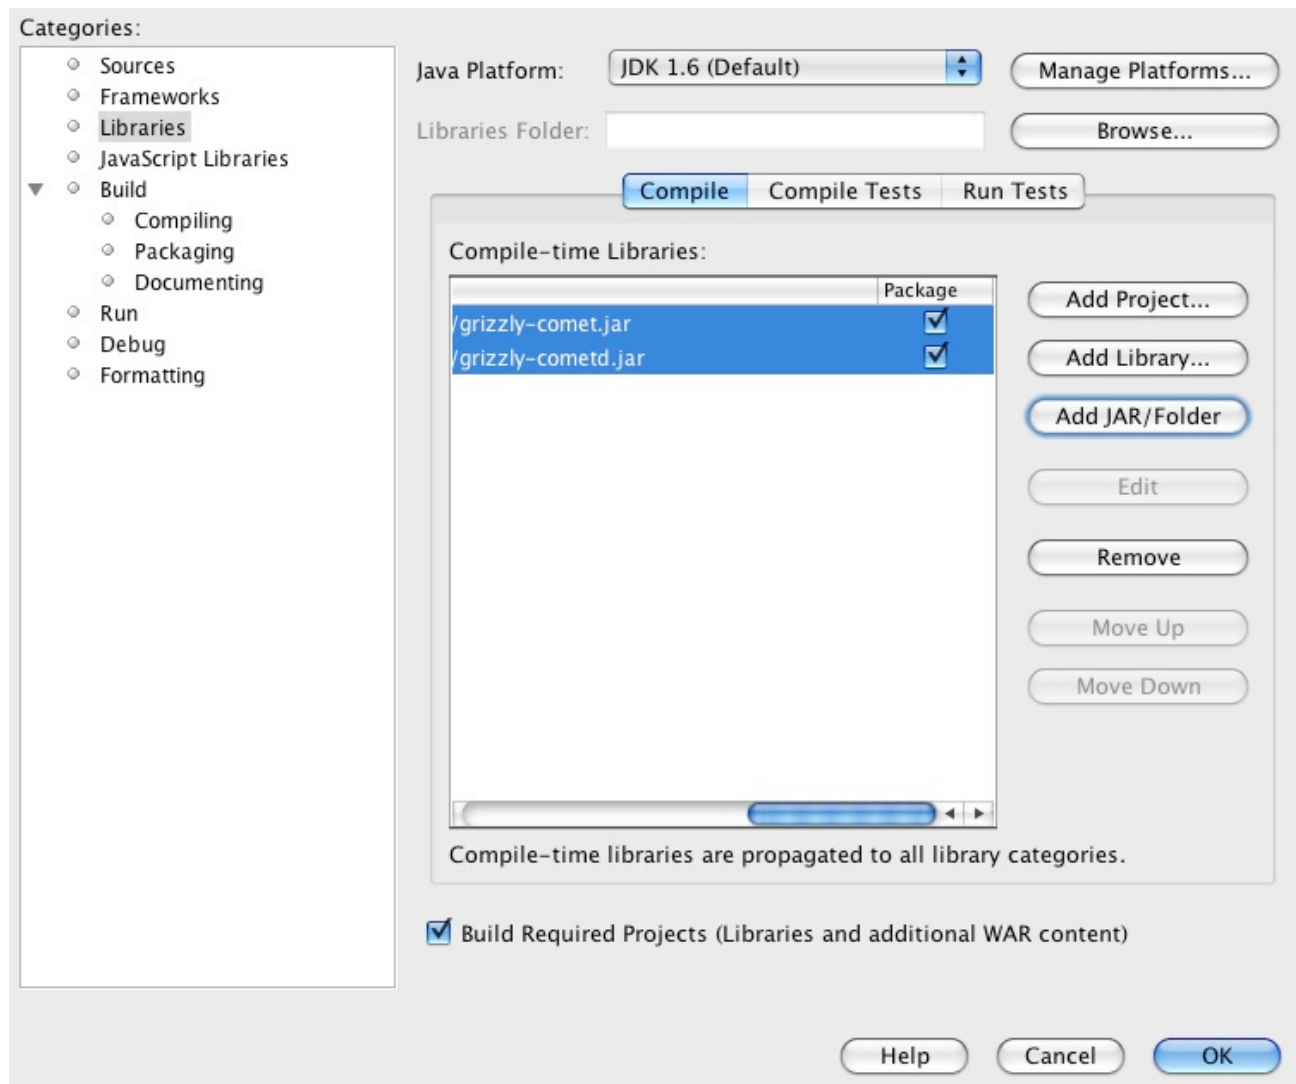 Categories:
Sources
Frameworks
Libraries
JavaScript Libraries
Build
Compiling
Packaging
Documenting
Run
Debug
Formatting
Java Platform:
JDK 1.6 (Default)
Manage Platforms...
Libraries Folder:
Browse...
Compile
Compile Tests
Run Tests
Compile-time Libraries:
Package
/grizzly-comet.jar
/grizzly-cometd.jar
Add Project...
Add Library...
Add JAR/Folder
Edit
Remove
Move Up
Move Down
Compile-time libraries are propagated to all library categories.
Build Required Projects (Libraries and additional WAR content)
Help
Cancel
OK